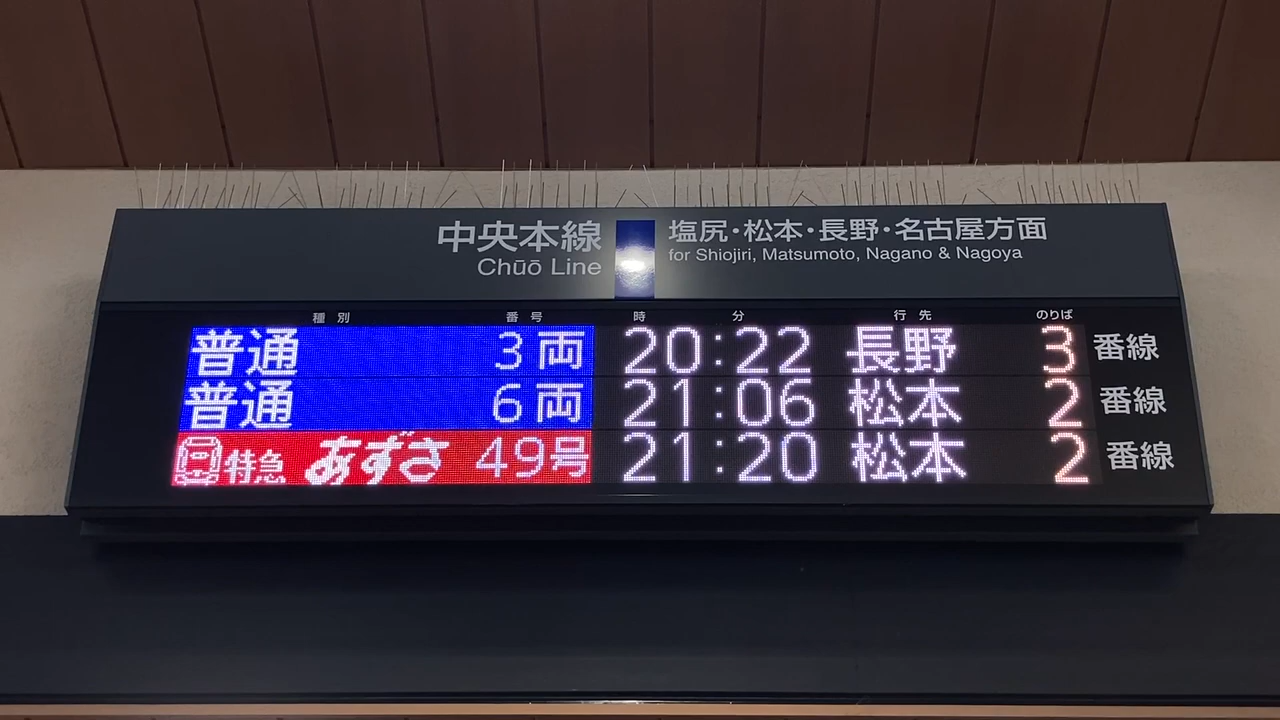 中央本線 塩尻・松本・長野・名古屋方面
Chūō Line for Shiojiri, Matsumoto, Nagano & Nagoya
種別 番号 時 分 行先 のりば
普通 3両 20:22 長野 3 番線
普通 6両 21:06 松本 2 番線
特急 あずさ 49号 21:20 松本 2 番線